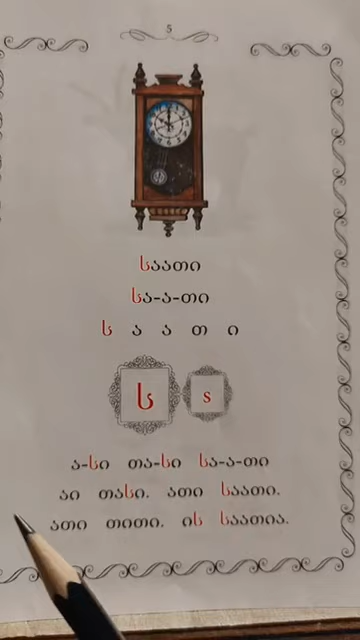 5
საათი
სა-ა-თი
ს ა ა თ ი
ს s
ა-სი თა-სი სა-ა-თი
აი თასი. ათი საათი.
ათი თითი. ის საათია.